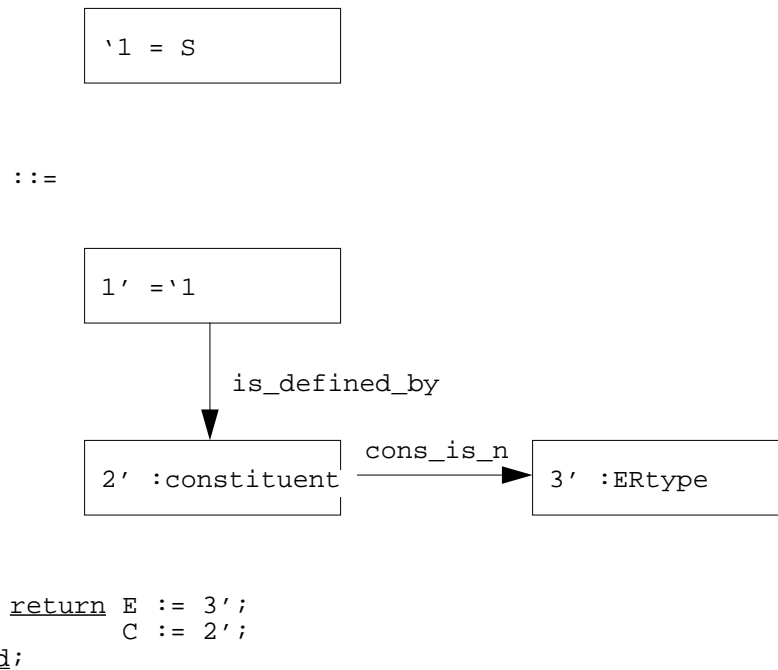 ‘1 = S
::=
1’ =‘1
is_defined_by
cons_is_n
2’ :constituent
3’ :ERtype
return E := 3’;
C := 2’;
d;